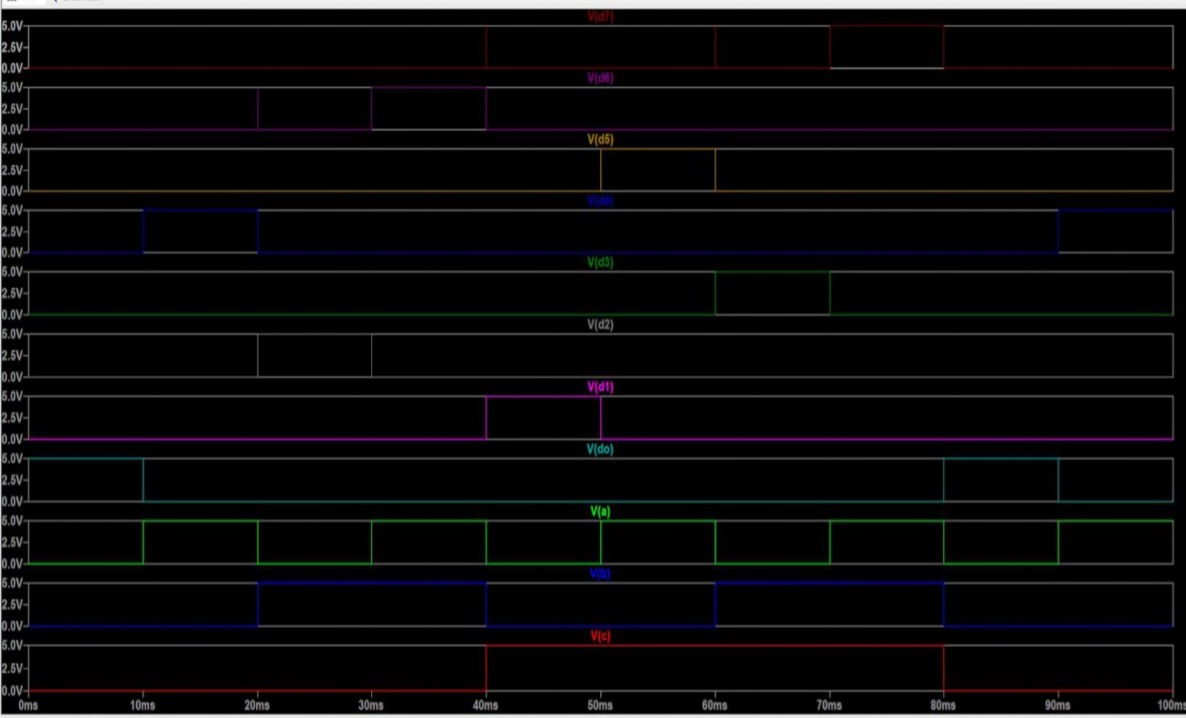 V(d7)
5.0V
2.5V
0.0V
V(d6)
5.0V
2.5V
0.0V
V(d5)
5.0V
2.5V
0.0V
V(d4)
5.0V
2.5V
0.0V
V(d3)
5.0V
2.5V
0.0V
V(d2)
5.0V
2.5V
0.0V
V(d1)
5.0V
2.5V
0.0V
V(do)
5.0V
2.5V
0.0V
V(a)
5.0V
2.5V
0.0V
V(b)
5.0V
2.5V
0.0V
V(c)
5.0V
2.5V
0.0V
0ms 10ms 20ms 30ms 40ms 50ms 60ms 70ms 80ms 90ms 100ms